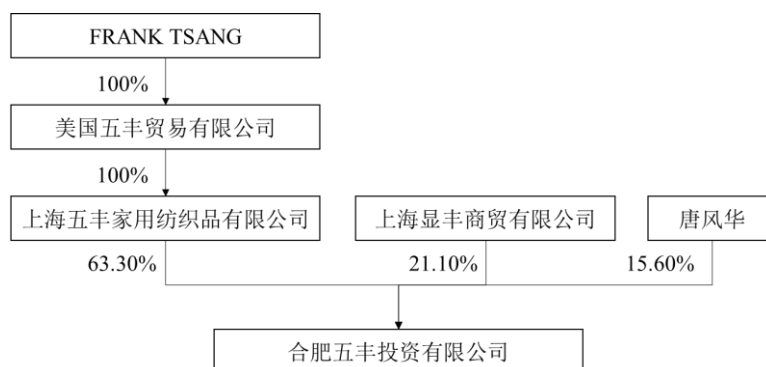 FRANK TSANG
100%
美国五丰贸易有限公司
100%
上海五丰家用纺织品有限公司
上海显丰商贸有限公司
唐风华
63.30%
21.10%
15.60%
合肥五丰投资有限公司